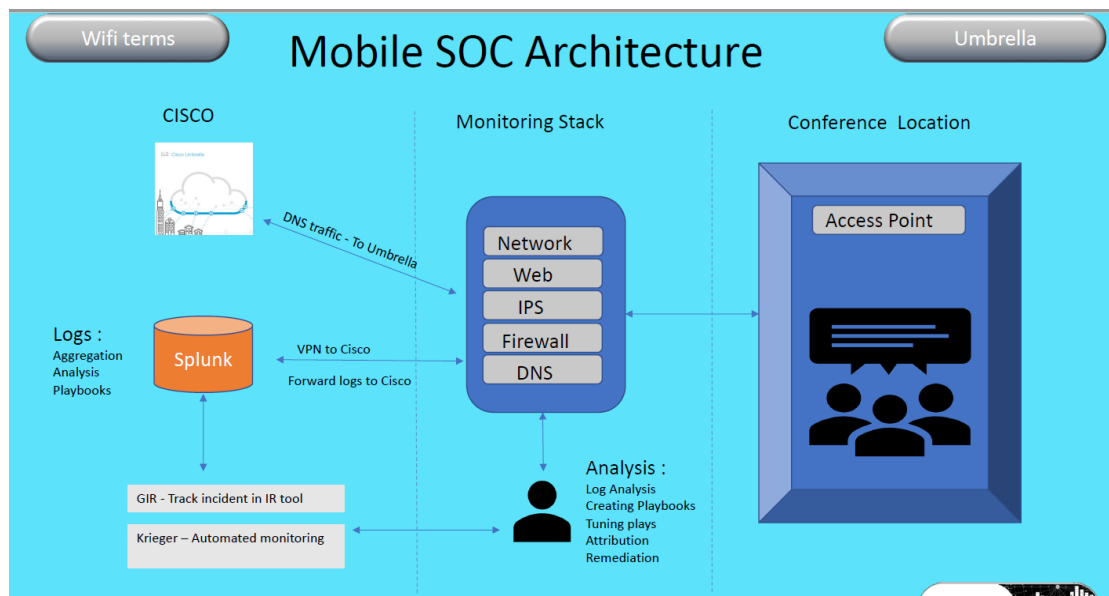 Wifi terms
Mobile SOC Architecture
Umbrella
CISCO
Monitoring Stack
Conference Location
Cisco Umbrella
DNS traffic - To Umbrella
Network
Web
IPS
Firewall
DNS
Access Point
Logs :
Aggregation
Analysis
Playbooks
Splunk
VPN to Cisco
Forward logs to Cisco
GIR - Track incident in IR tool
Krieger – Automated monitoring
Analysis :
Log Analysis
Creating Playbooks
Tuning plays
Attribution
Remediation